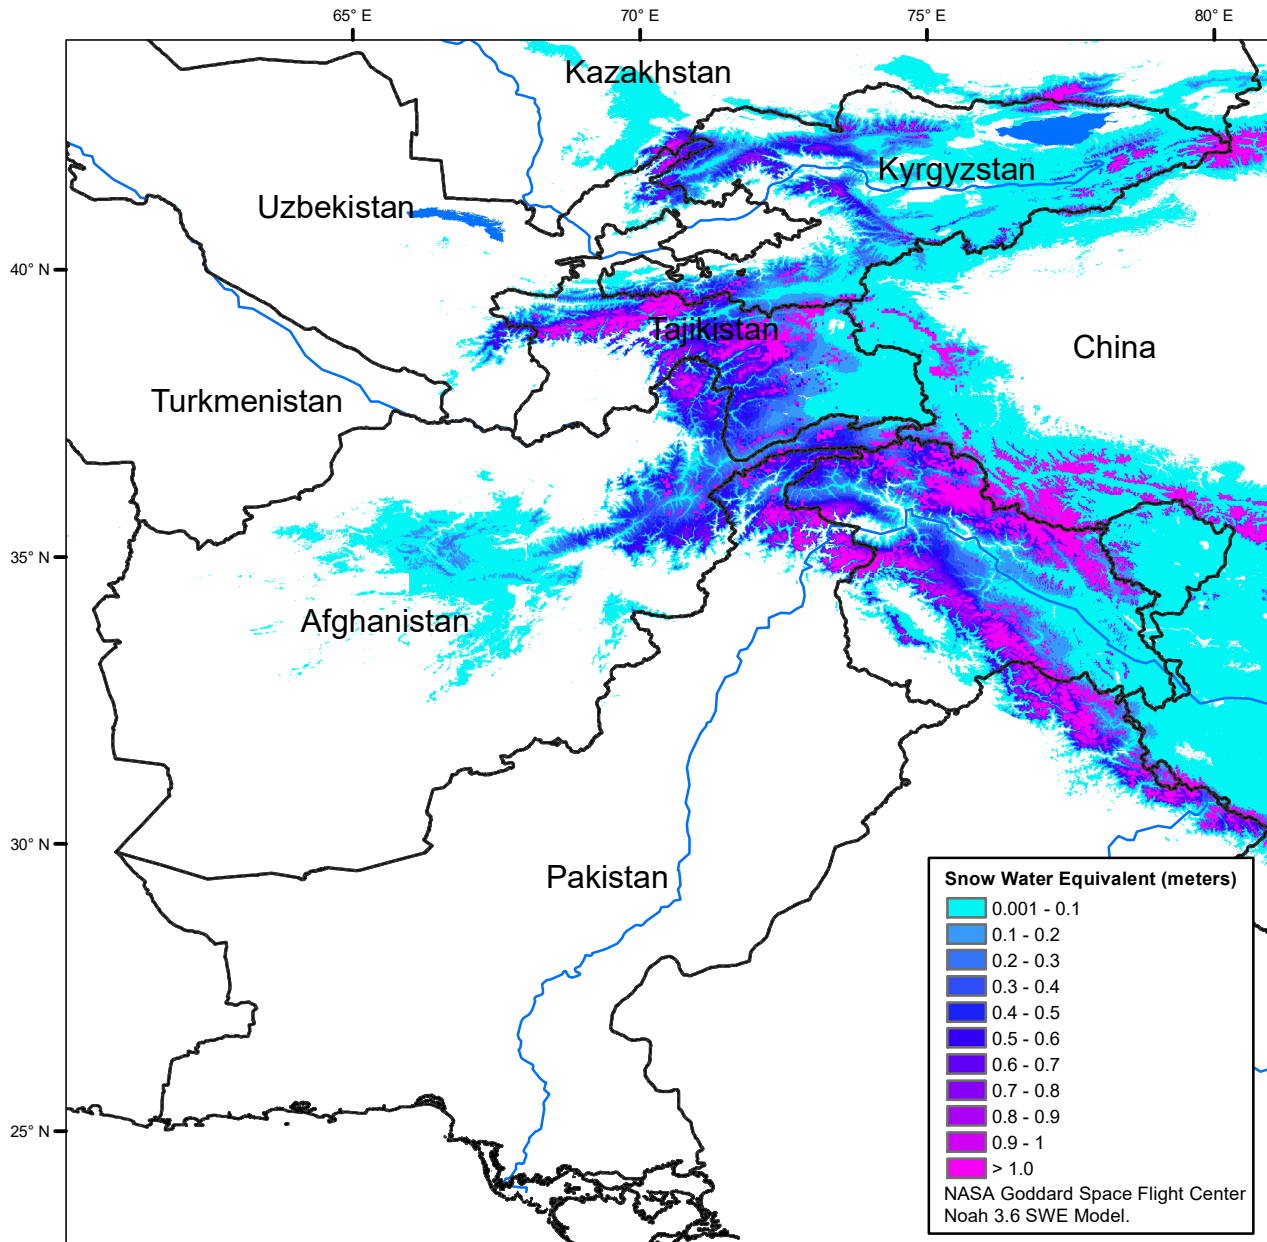 65° E
70° E
75° E
80° E
Kazakhstan
Kyrgyzstan
Uzbekistan
40° N
Tajikistan
China
Turkmenistan
35° N
Afghanistan
30° N
Pakistan
25° N
Snow Water Equivalent (meters)
0.001 - 0.1
0.1 - 0.2
0.2 - 0.3
0.3 - 0.4
0.4 - 0.5
0.5 - 0.6
0.6 - 0.7
0.7 - 0.8
0.8 - 0.9
0.9 - 1
> 1.0
NASA Goddard Space Flight Center
Noah 3.6 SWE Model.